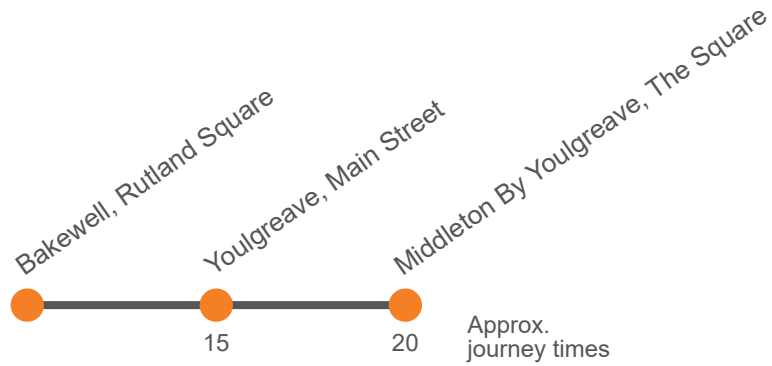 Bakewell, Rutland Square
Youlgreave, Main Street
Middleton By Youlgreave, The Square
15
20
Approx.
journey times